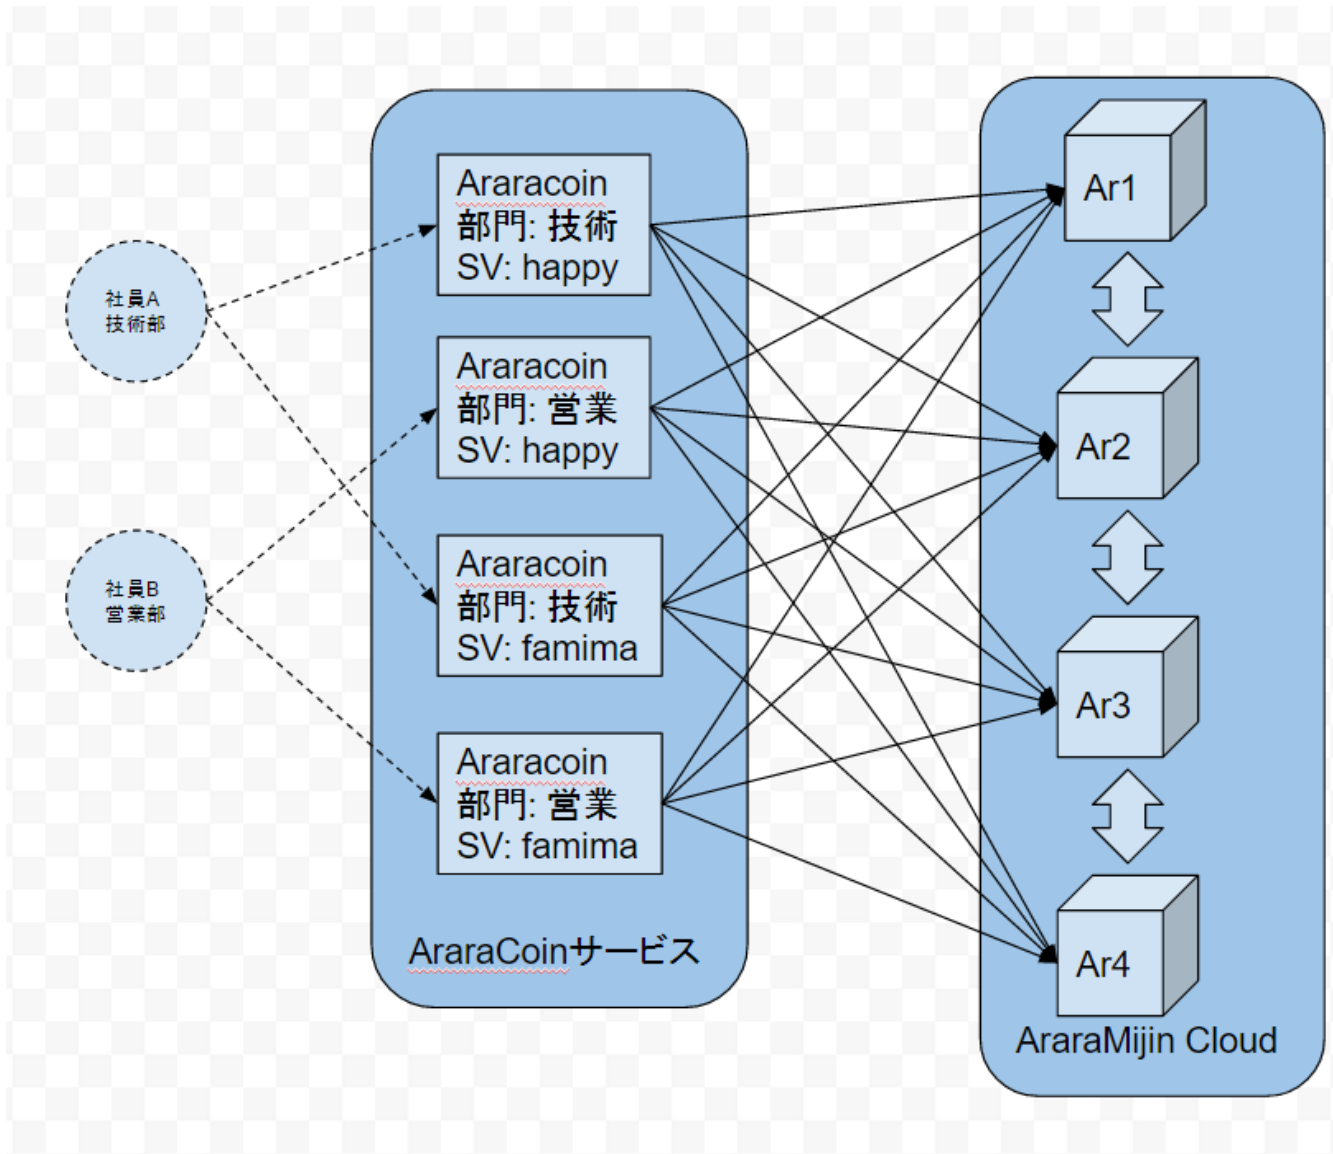 社員A
技術部
社員B
営業部
Araracoin
部門: 技術
SV: happy
Araracoin
部門: 営業
SV: happy
Araracoin
部門: 技術
SV: famima
Araracoin
部門: 営業
SV: famima
AraraCoinサービス
Ar1
Ar2
Ar3
Ar4
AraraMijin Cloud